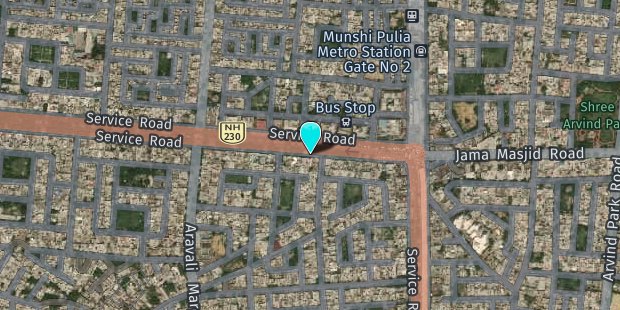 Munshi Pulia
Metro Station
Gate No 2
Bus Stop
Shree
Arvind Pa
Service Road
Service Road
NH
230
Service Road
Jama Masjid Road
Aravali Mar
Service R
Arvind Park Road